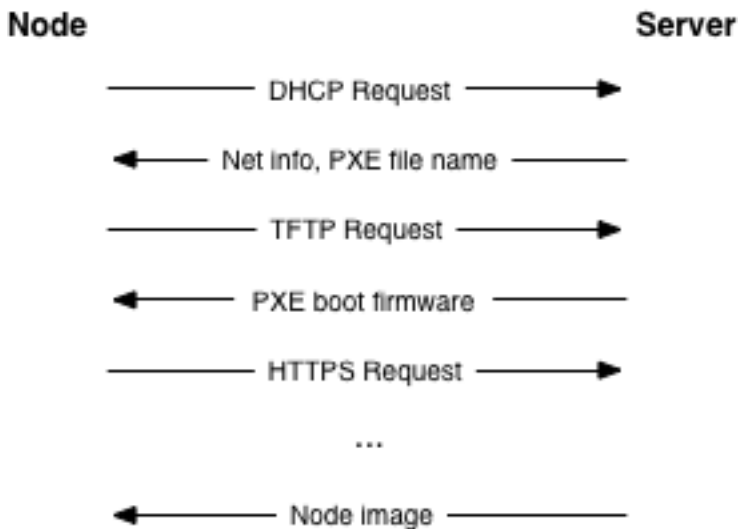 Node Server
DHCP Request
Net info, PXE file name
TFTP Request
PXE boot firmware
HTTPS Request
...
Node image